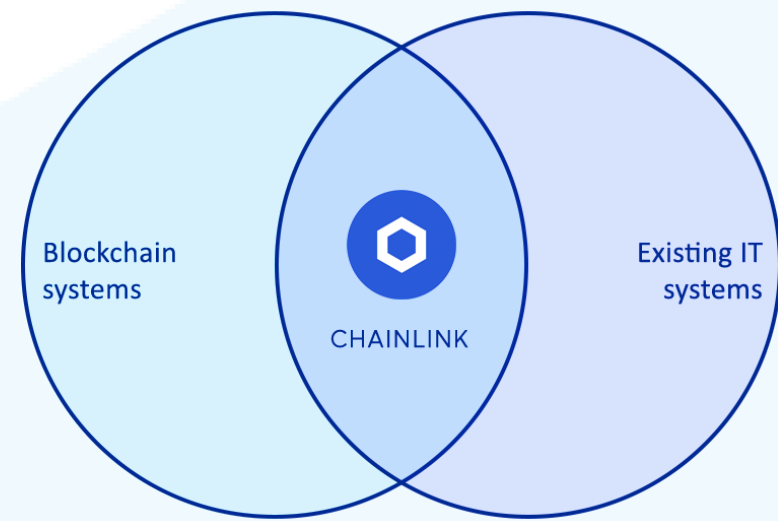 Blockchain
systems
CHAINLINK
Existing IT
systems